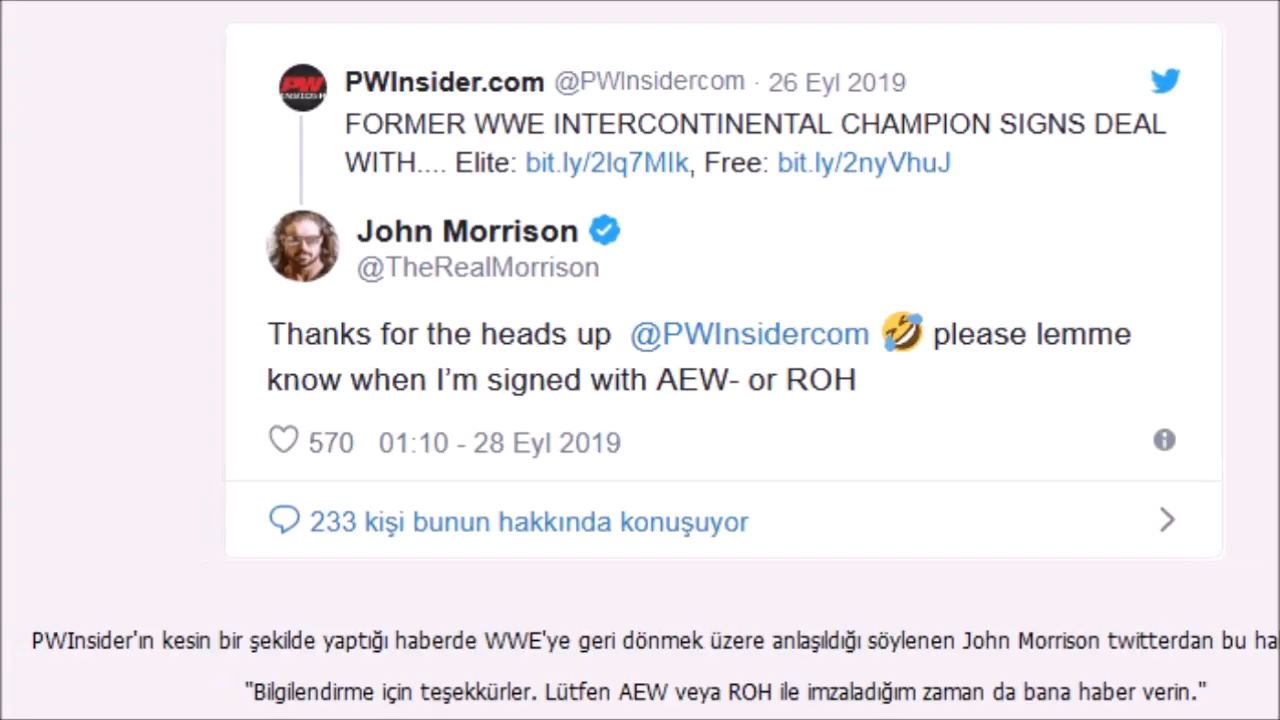 PWInsider.com @PWInsidercom · 26 Eyl 2019
FORMER WWE INTERCONTINENTAL CHAMPION SIGNS DEAL
WITH.... Elite: bit.ly/2lq7MIk, Free: bit.ly/2nyVhuJ
John Morrison
@TheRealMorrison
Thanks for the heads up @PWInsidercom 🤣 please lemme
know when I’m signed with AEW- or ROH
570 01:10 - 28 Eyl 2019
233 kişi bunun hakkında konuşuyor
PWInsider'ın kesin bir şekilde yaptığı haberde WWE'ye geri dönmek üzere anlaşıldığı söylenen John Morrison twitterdan bu ha
"Bilgilendirme için teşekkürler. Lütfen AEW veya ROH ile imzaladığım zaman da bana haber verin."